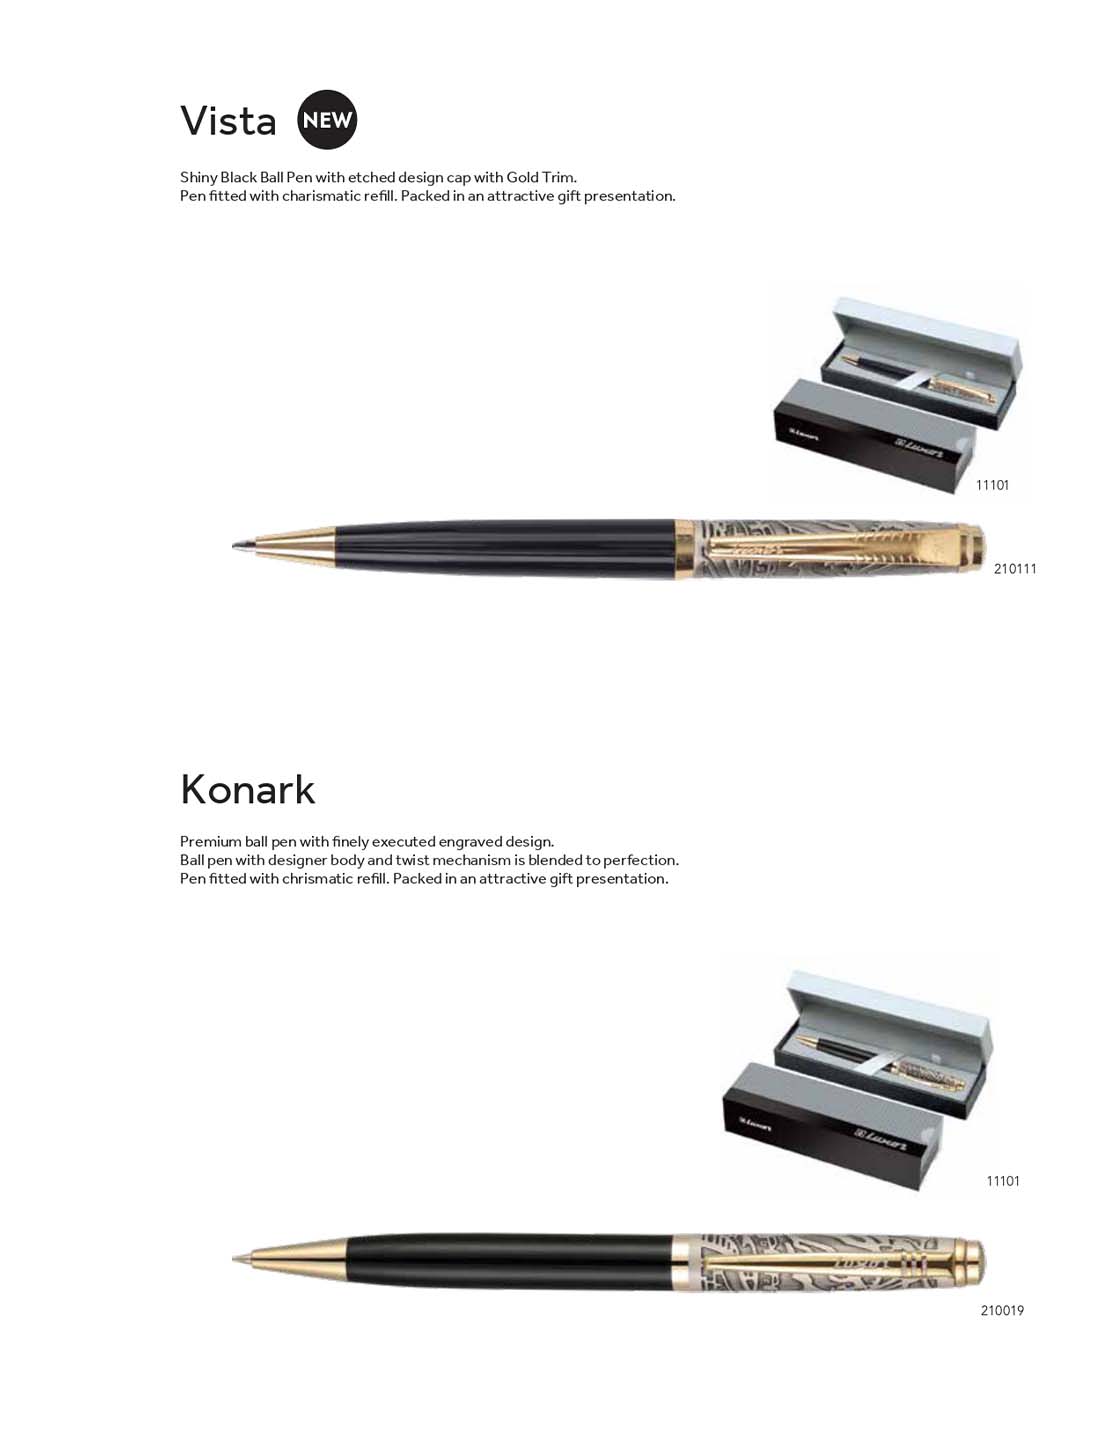 Vista NEW
Shiny Black Ball Pen with etched design cap with Gold Trim.
Pen fitted with charismatic refill. Packed in an attractive gift presentation.
Luxor
Luxor
11101
Luxor
210111
Konark
Premium ball pen with finely executed engraved design.
Ball pen with designer body and twist mechanism is blended to perfection.
Pen fitted with chrismatic refill. Packed in an attractive gift presentation.
Luxor
Luxor
11101
Luxor
210019